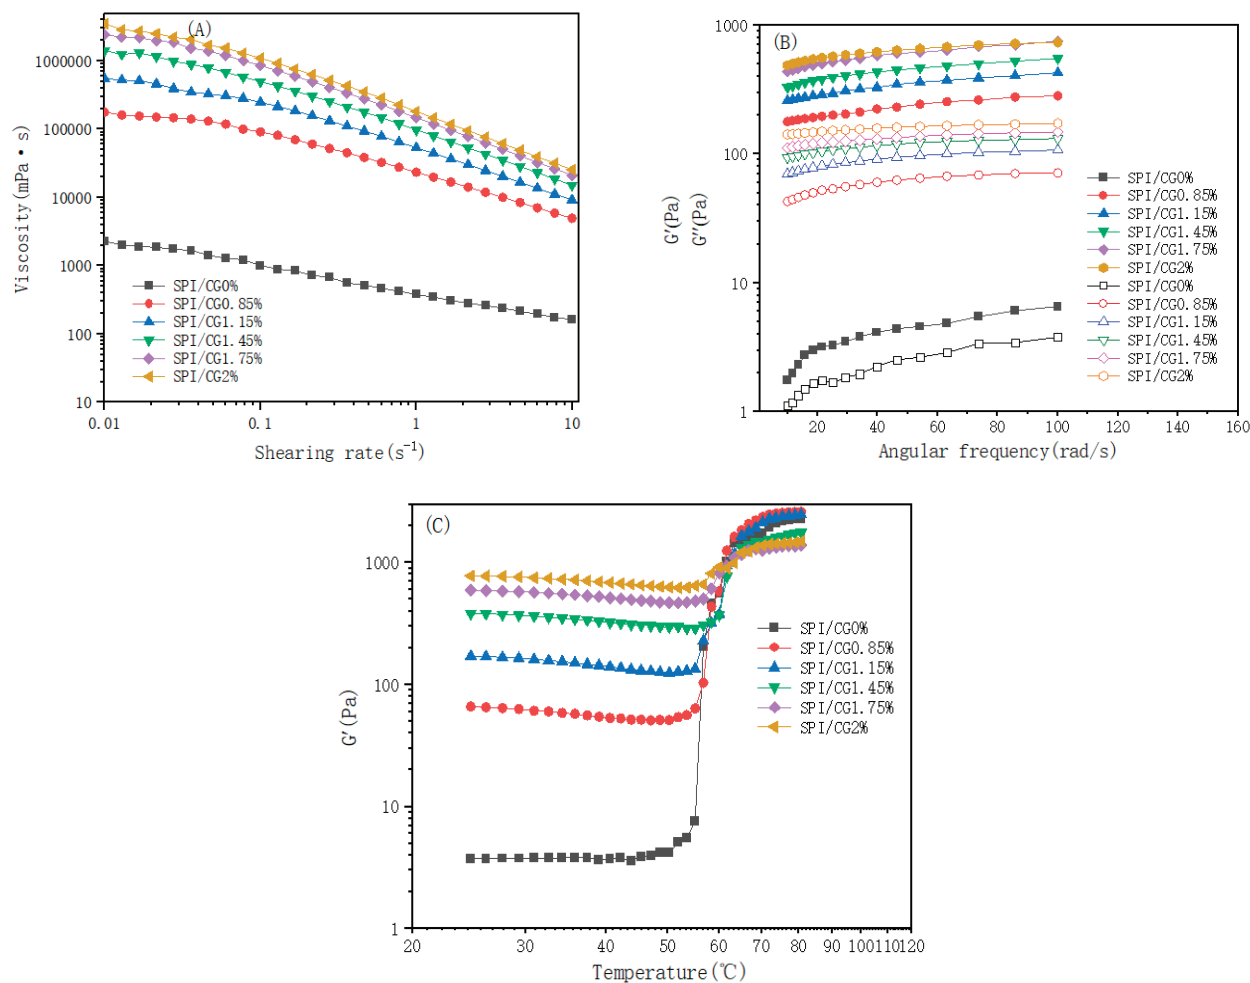 (A)
1000000
100000
10000
1000
100
10
Viscosity(mPa•s)
SPI/CG0%
SPI/CG0.85%
SPI/CG1.15%
SPI/CG1.45%
SPI/CG1.75%
SPI/CG2%
0.01 0.1 1 10
Shearing rate(s⁻¹)
(B)
1000
100
10
1
G′(Pa)
G″(Pa)
SPI/CG0%
SPI/CG0.85%
SPI/CG1.15%
SPI/CG1.45%
SPI/CG1.75%
SPI/CG2%
SPI/CG0%
SPI/CG0.85%
SPI/CG1.15%
SPI/CG1.45%
SPI/CG1.75%
SPI/CG2%
20 40 60 80 100 120 140 160
Angular frequency(rad/s)
(C)
1000
100
10
1
G′(Pa)
SPI/CG0%
SPI/CG0.85%
SPI/CG1.15%
SPI/CG1.45%
SPI/CG1.75%
SPI/CG2%
20 30 40 50 60 70 80 90 100 110 120
Temperature(℃)